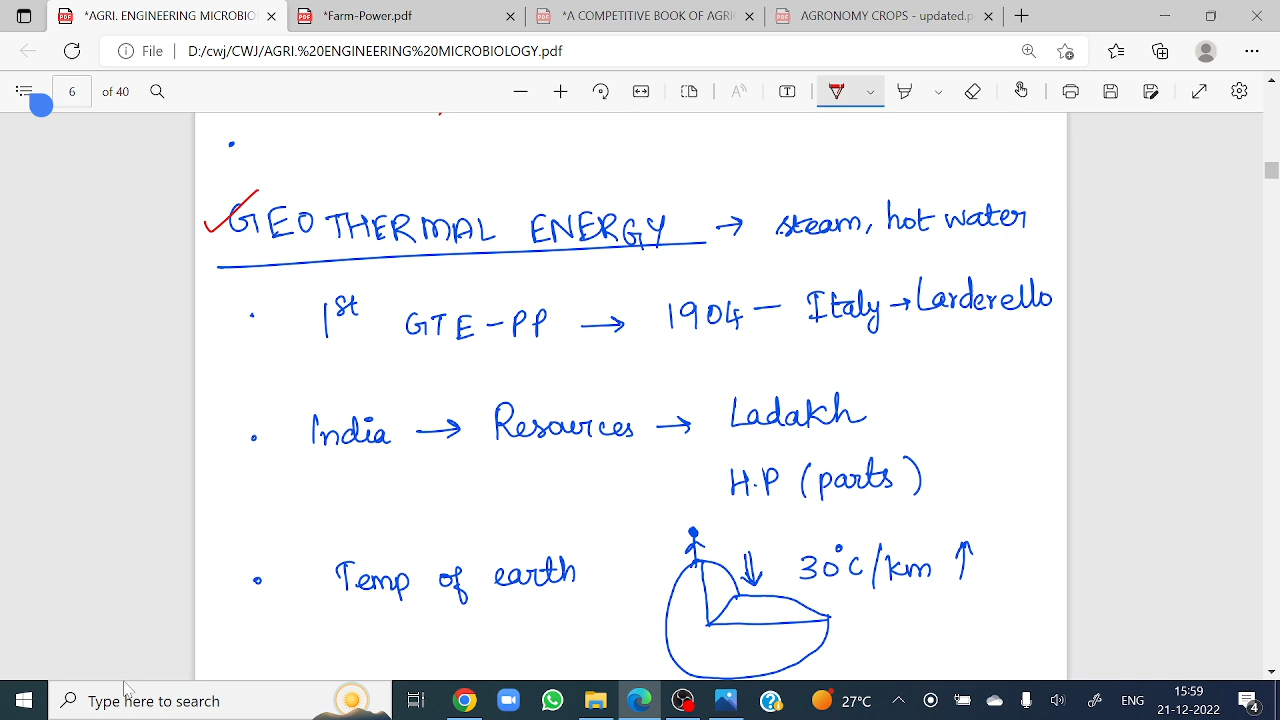 *AGRI. ENGINEERING MICROBIO
*Farm-Power.pdf
*A COMPETITIVE BOOK OF AGRI
AGRONOMY CROPS - updated.p
File D:/cwj/CWJ/AGRI.%20ENGINEERING%20MICROBIOLOGY.pdf
6 of 40
GEOTHERMAL ENERGY → steam, hot water
1st GTE-PP → 1904 – Italy → Larderello
India → Resources → Ladakh
H.P (parts)
Temp of earth ↓ 30°C/km ↑
Type here to search
27°C
ENG
15:59
21-12-2022
4